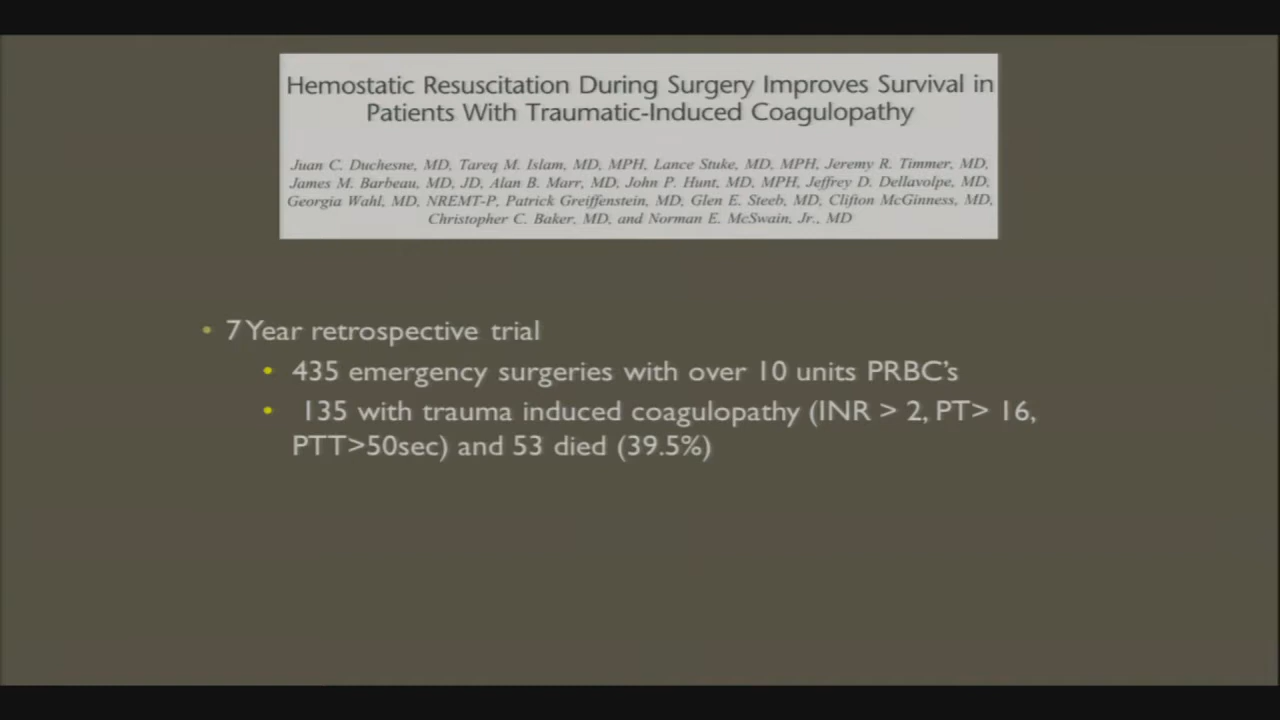 Hemostatic Resuscitation During Surgery Improves Survival in
Patients With Traumatic-Induced Coagulopathy
Juan C. Duchesne, MD, Tareq M. Islam, MD, MPH, Lance Stuke, MD, MPH, Jeremy R. Timmer, MD,
James M. Barbeau, MD, JD, Alan B. Marr, MD, John P. Hunt, MD, MPH, Jeffrey D. Dellavolpe, MD,
Georgia Wahl, MD, NREMT-P, Patrick Greiffenstein, MD, Glen E. Steeb, MD, Clifton McGinness, MD,
Christopher C. Baker, MD, and Norman E. McSwain, Jr., MD
• 7 Year retrospective trial
• 435 emergency surgeries with over 10 units PRBC's
• 135 with trauma induced coagulopathy (INR > 2, PT> 16,
PTT>50sec) and 53 died (39.5%)